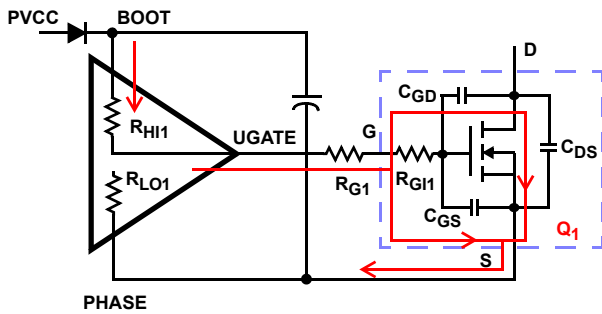 PVCC
BOOT
D
CGD
RHI1
UGATE
G
CDS
RLO1
RG1
RGI1
CGS
Q1
S
PHASE